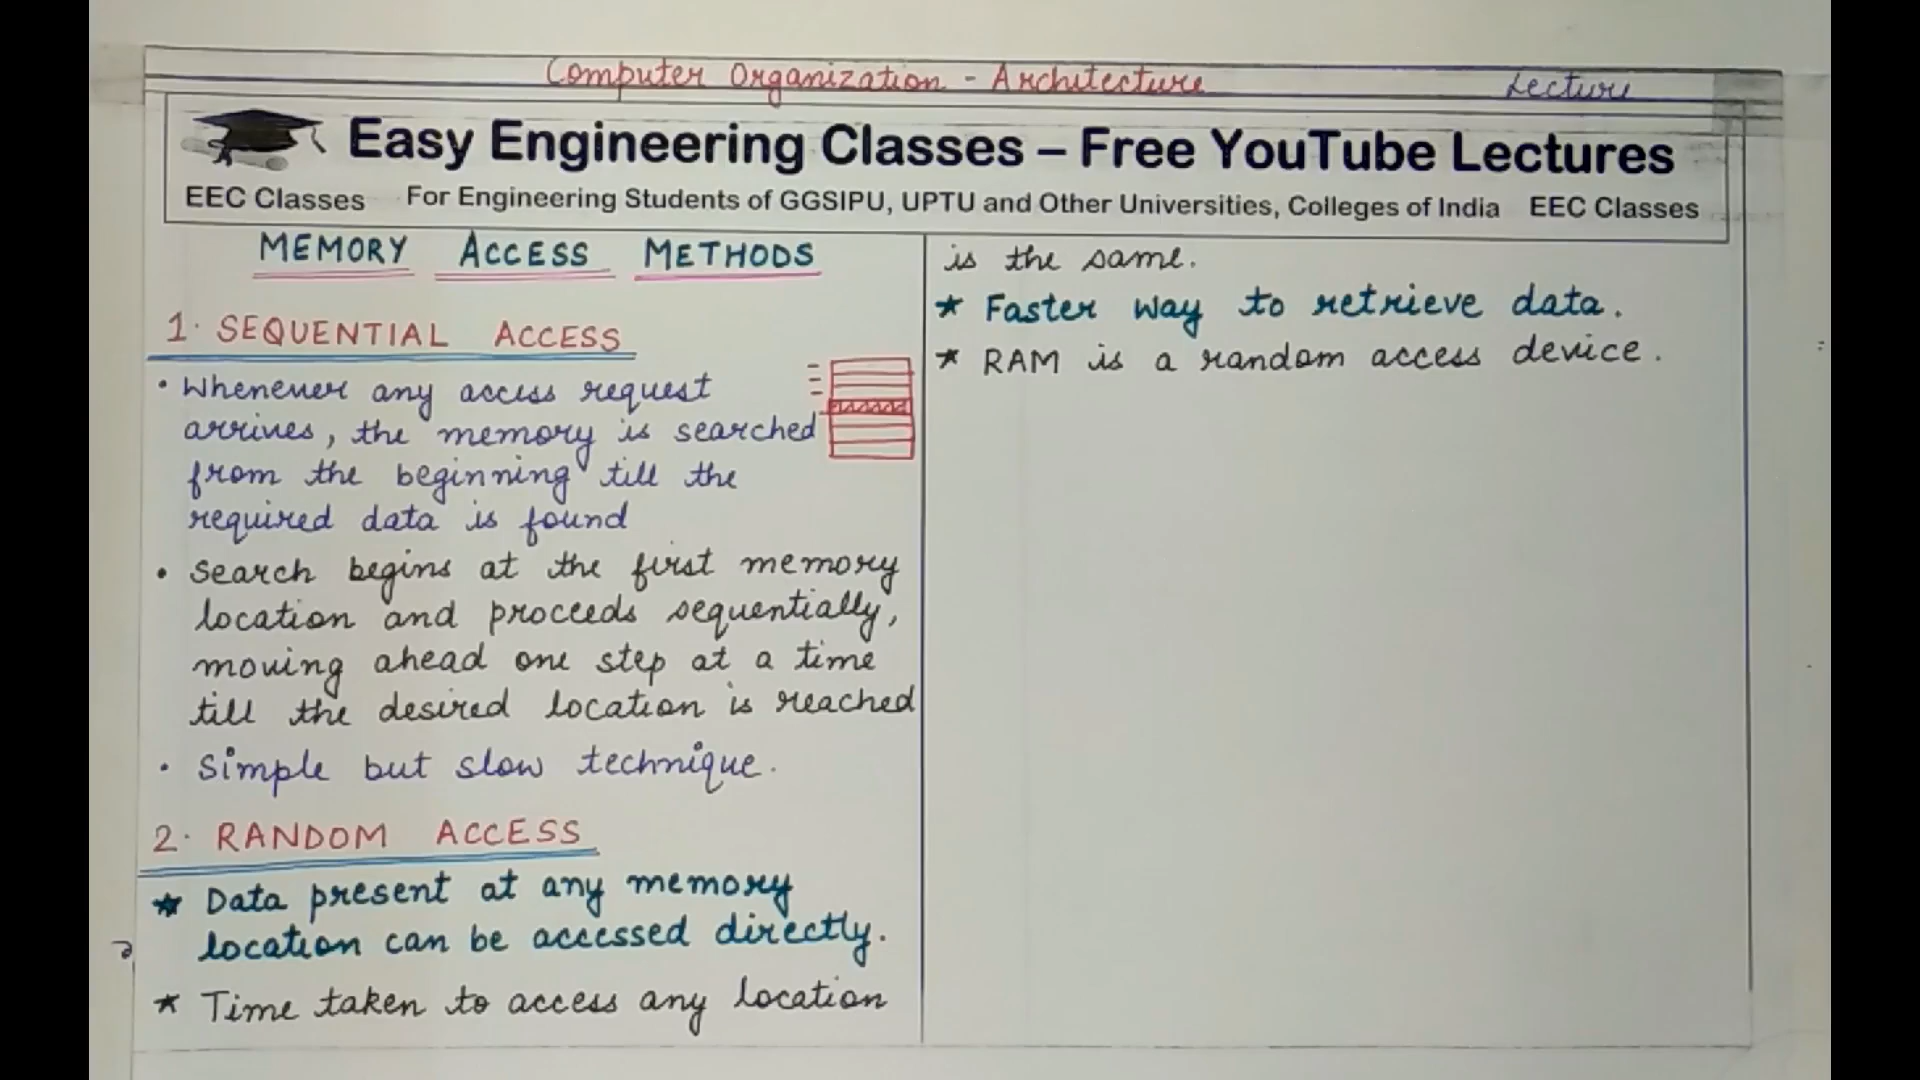 Computer Organization - Architecture
Lecture
Easy Engineering Classes – Free YouTube Lectures
EEC Classes For Engineering Students of GGSIPU, UPTU and Other Universities, Colleges of India EEC Classes
MEMORY ACCESS METHODS
1. SEQUENTIAL ACCESS
• Whenever any access request
arrives, the memory is searched
from the beginning till the
required data is found
• Search begins at the first memory
location and proceeds sequentially,
moving ahead one step at a time
till the desired location is reached
• Simple but slow technique.
2. RANDOM ACCESS
★ Data present at any memory
location can be accessed directly.
★ Time taken to access any location
is the same.
★ Faster way to retrieve data.
★ RAM is a random access device.